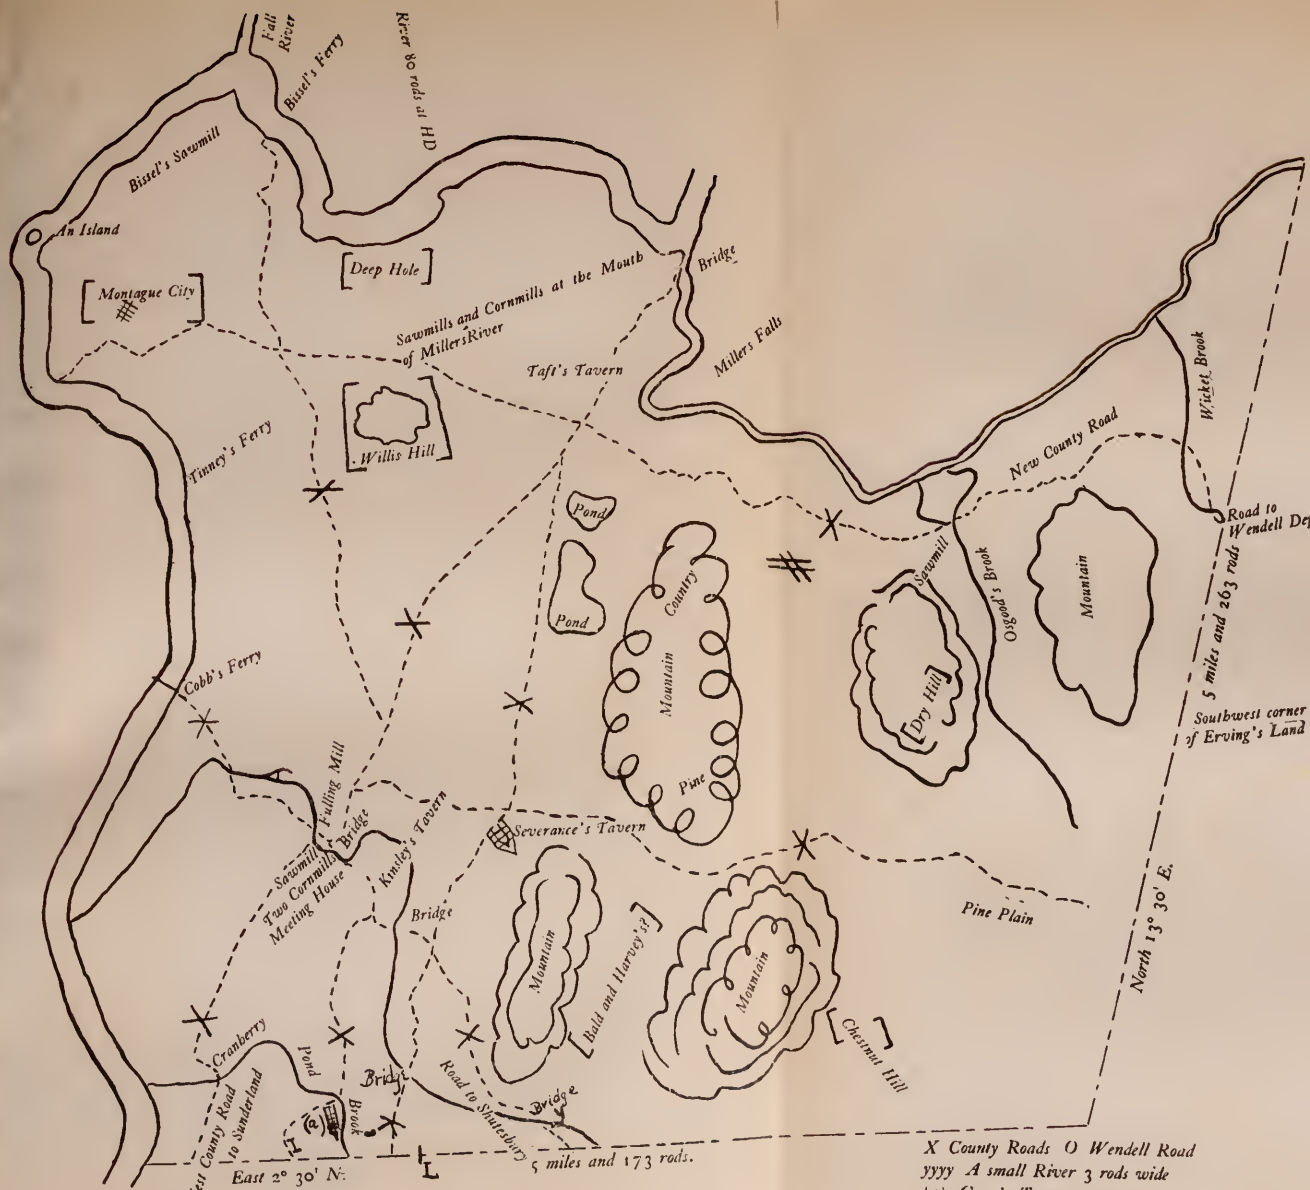 Fall
River
Bissel's Ferry
River 80 rods at HD
Bissel's Sawmill
An Island
[Montague City]
[Deep Hole]
Bridge
Sawmills and Cornmills at the Mouth
of Millers River
Taft's Tavern
Millers Falls
Wicket Brook
[Willis Hill]
Tinney's Ferry
New County Road
Pond
Pond
Road to
Wendell
5 miles and 263 rods
Country
Mountain
Pine
Sawmill
Osgood's Brook
Mountain
[Dry Hill]
Cobb's Ferry
Southwest corner
of Erving's Land
Fulling Mill
Bridge
Kinsley's Tavern
Severance's Tavern
Sawmill
Two Cornmills
Meeting House
Bridge
Mountain
[Bald and Harvey's?]
Mountain
Pine Plain
North 13° 30' E.
[Chestnut Hill]
Cranberry
Pond
Brook
County Road
to Sunderland
Bridge
Road to Shutesbury
Bridge
(a)
L
East 2° 30' N.
5 miles and 173 rods.
X County Roads O Wendell Road
yyyy A small River 3 rods wide